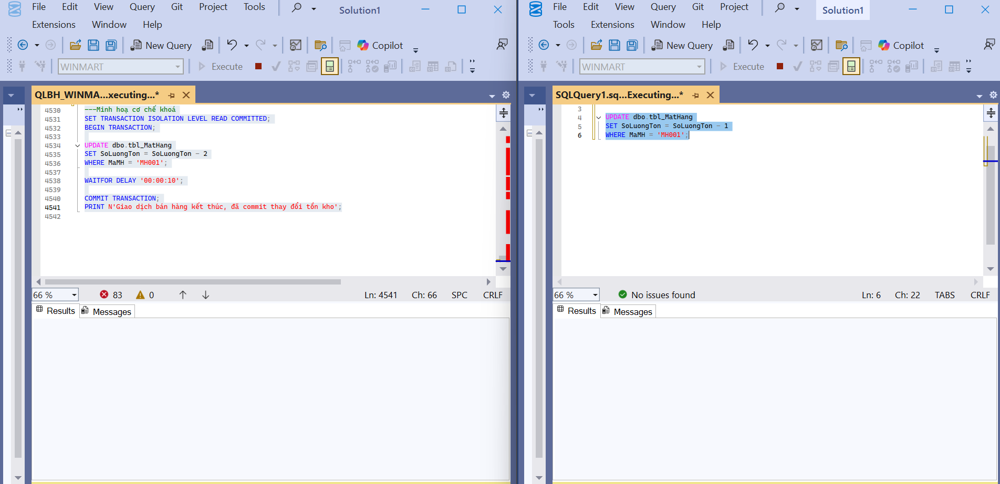 File Edit View Query Git Project Tools Solution1
Extensions Window Help
New Query Copilot
WINMART Execute
QLBH_WINMA...xecuting...*
4530 ---Minh hoạ cơ chế khoá
4531 SET TRANSACTION ISOLATION LEVEL READ COMMITTED;
4532 BEGIN TRANSACTION;
4533
4534 UPDATE dbo.tbl_MatHang
4535 SET SoLuongTon = SoLuongTon - 2
4536 WHERE MaMH = 'MH001';
4537
4538 WAITFOR DELAY '00:00:10';
4539
4540 COMMIT TRANSACTION;
4541 PRINT N'Giao dịch bán hàng kết thúc, đã commit thay đổi tồn kho';
4542
66 % 83 0 Ln: 4541 Ch: 66 SPC CRLF
Results Messages
File Edit View Query Git Project Solution1
Tools Extensions Window Help
New Query Copilot
WINMART Execute
SQLQuery1.sq...Executing...*
3
4 UPDATE dbo.tbl_MatHang
5 SET SoLuongTon = SoLuongTon - 1
6 WHERE MaMH = 'MH001';
66 % No issues found Ln: 6 Ch: 22 TABS CRLF
Results Messages